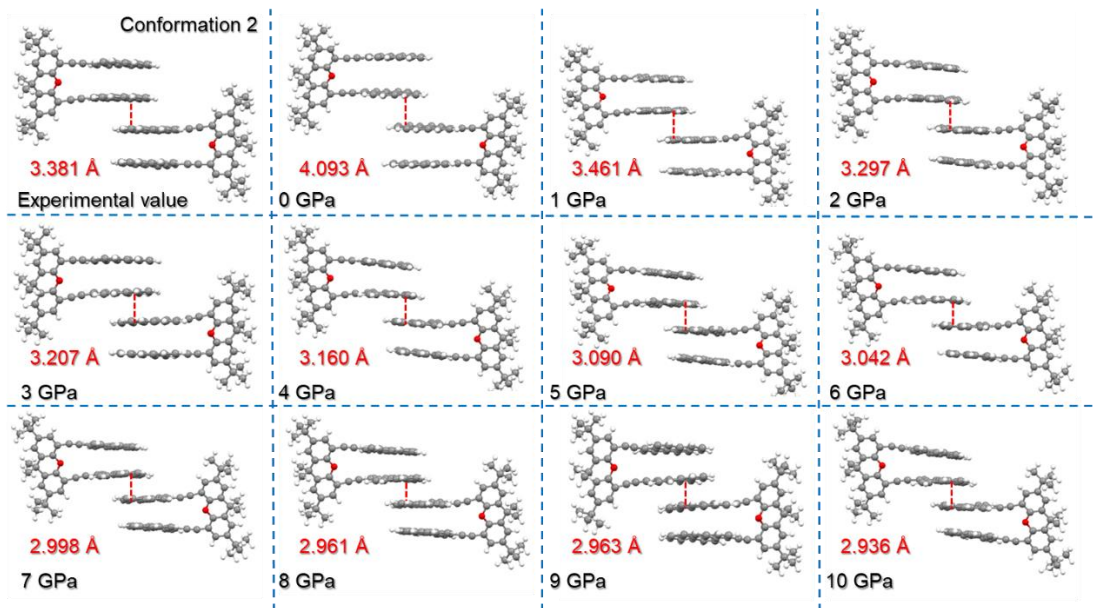 Conformation 2
3.381 Å
Experimental value
4.093 Å
0 GPa
3.461 Å
1 GPa
3.297 Å
2 GPa
3.207 Å
3 GPa
3.160 Å
4 GPa
3.090 Å
5 GPa
3.042 Å
6 GPa
2.998 Å
7 GPa
2.961 Å
8 GPa
2.963 Å
9 GPa
2.936 Å
10 GPa